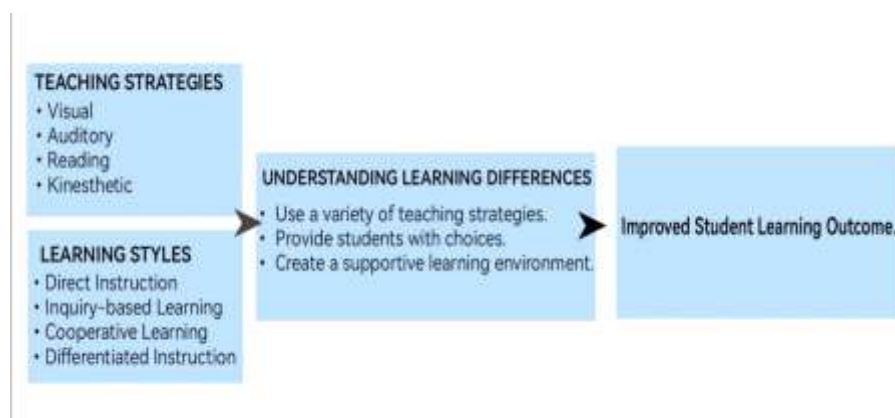 TEACHING STRATEGIES
• Visual
• Auditory
• Reading
• Kinesthetic
LEARNING STYLES
• Direct Instruction
• Inquiry-based Learning
• Cooperative Learning
• Differentiated Instruction
UNDERSTANDING LEARNING DIFFERENCES
• Use a variety of teaching strategies.
• Provide students with choices.
• Create a supportive learning environment.
Improved Student Learning Outcome.